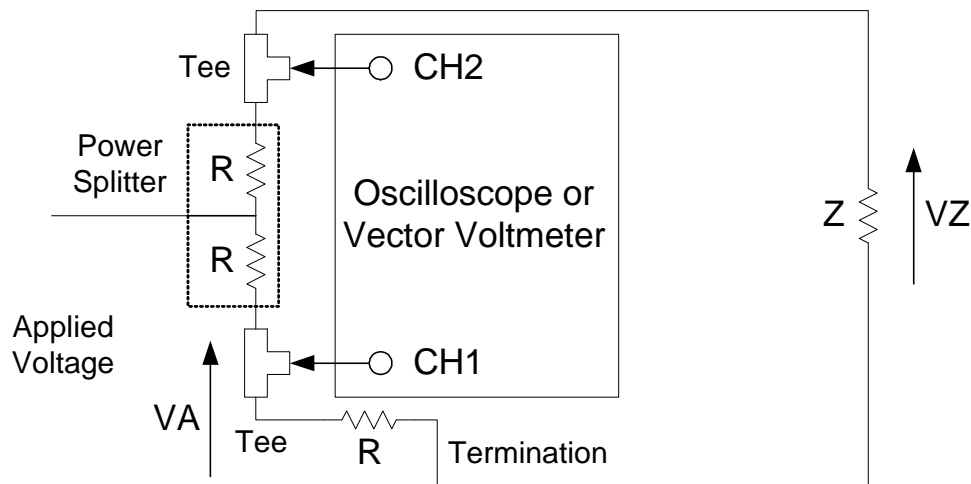 Tee
CH2
Power
Splitter
R
R
Oscilloscope or
Vector Voltmeter
Z
VZ
Applied
Voltage
CH1
VA
Tee
R
Termination